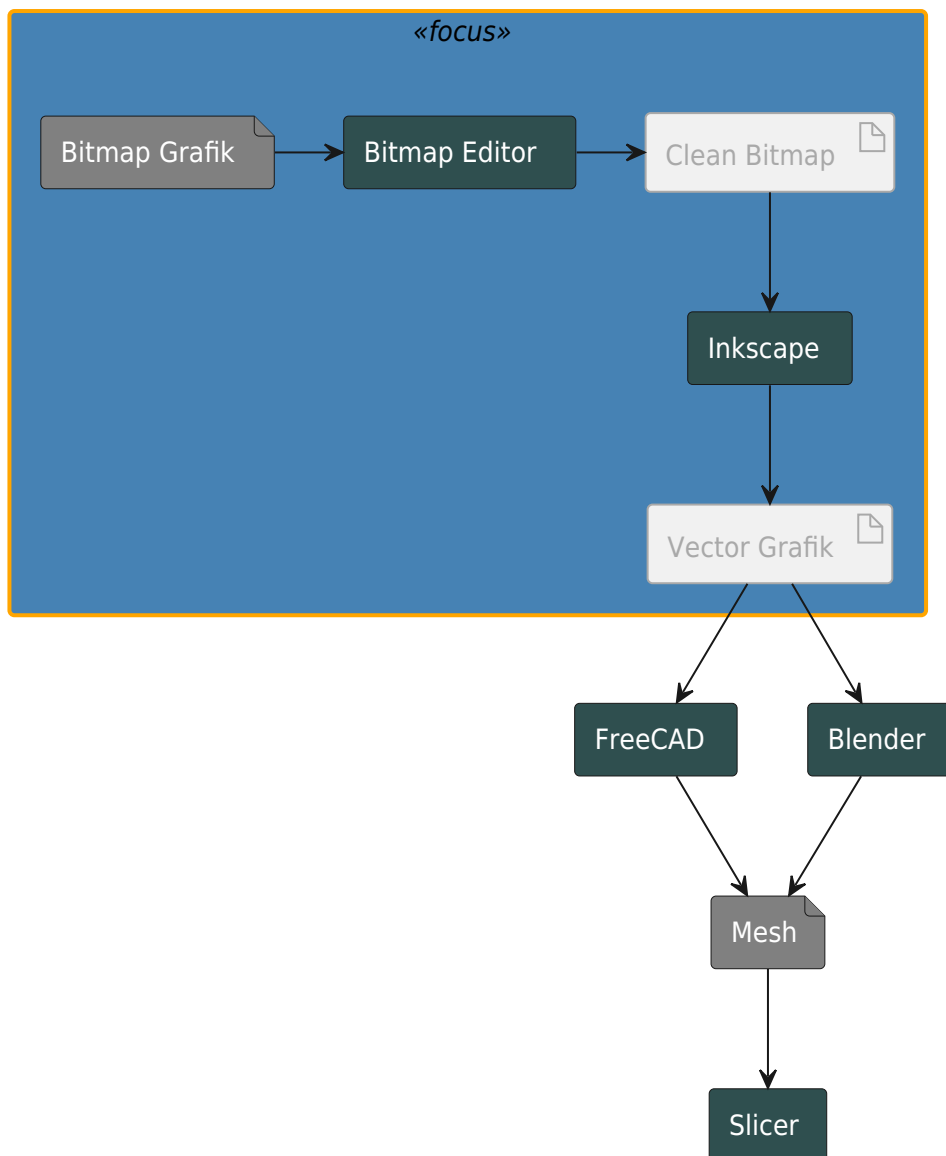 «focus»
Bitmap Grafik
Bitmap Editor
Clean Bitmap
Inkscape
Vector Grafik
FreeCAD
Blender
Mesh
Slicer